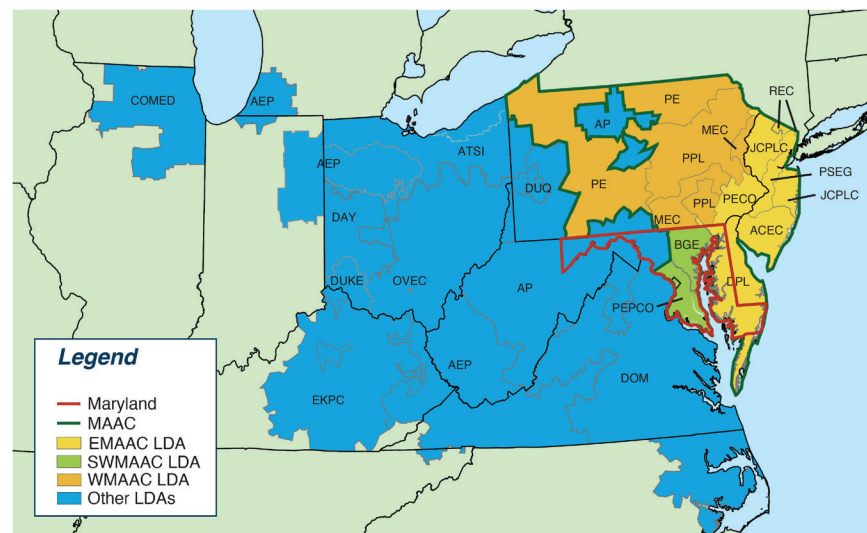 COMED
AEP
REC
PE
AP
MEC
JCPLC
ATSI
AEP
PPL
PSEG
DUQ
PE
PECO
JCPLC
DAY
PPL
MEC
ACEC
BGE
DUKE
OVEC
AP
DPL
PEPCO
AEP
DOM
EKPC
Legend
Maryland
MAAC
EMAAC LDA
SWMAAC LDA
WMAAC LDA
Other LDAs